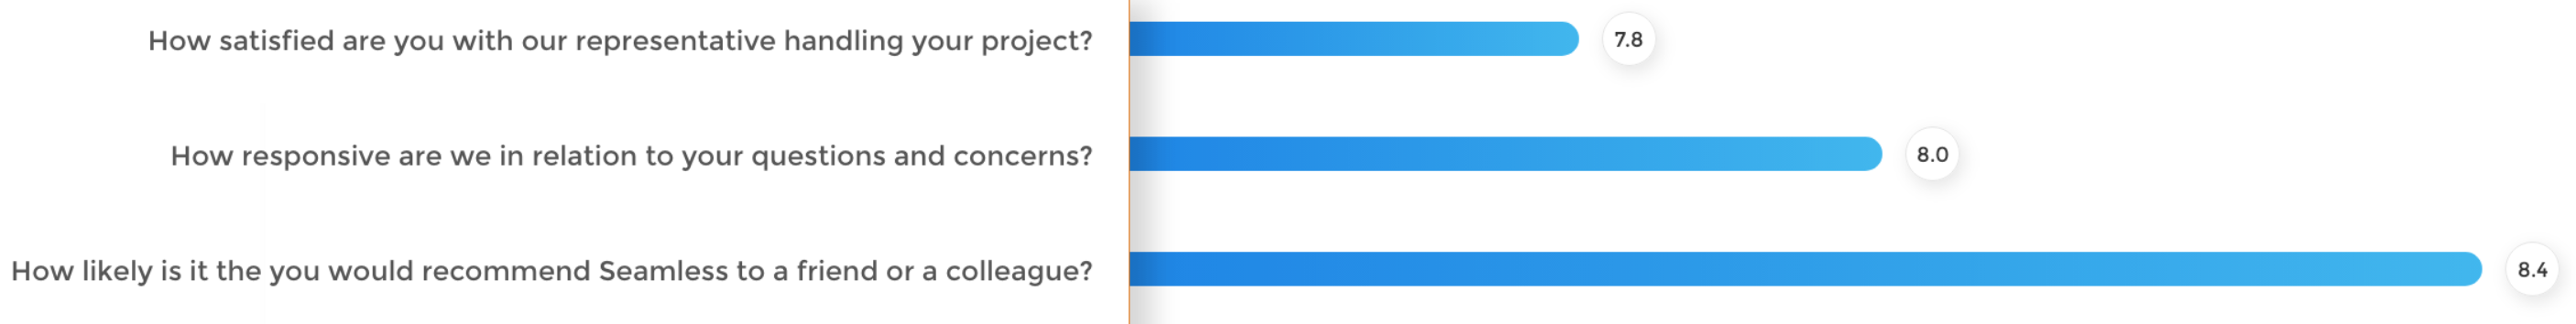 How satisfied are you with our representative handling your project? 7.8
How responsive are we in relation to your questions and concerns? 8.0
How likely is it the you would recommend Seamless to a friend or a colleague? 8.4